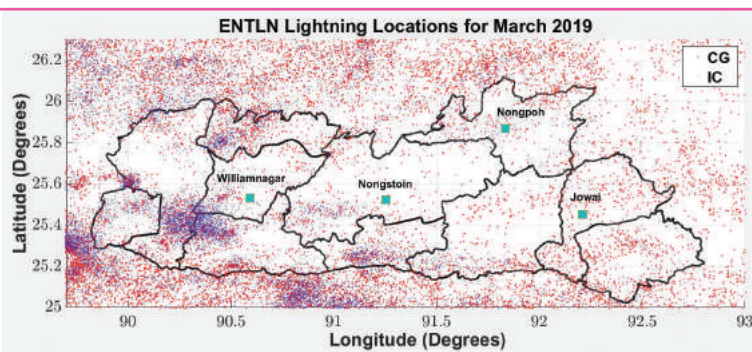 ENTLN Lightning Locations for March 2019
CG
IC
26.2
26
25.8
25.6
25.4
25.2
25
Latitude (Degrees)
Nongpoh
Williamnagar
Nongstoin
Jowai
90
90.5
91
91.5
92
92.5
93
Longitude (Degrees)